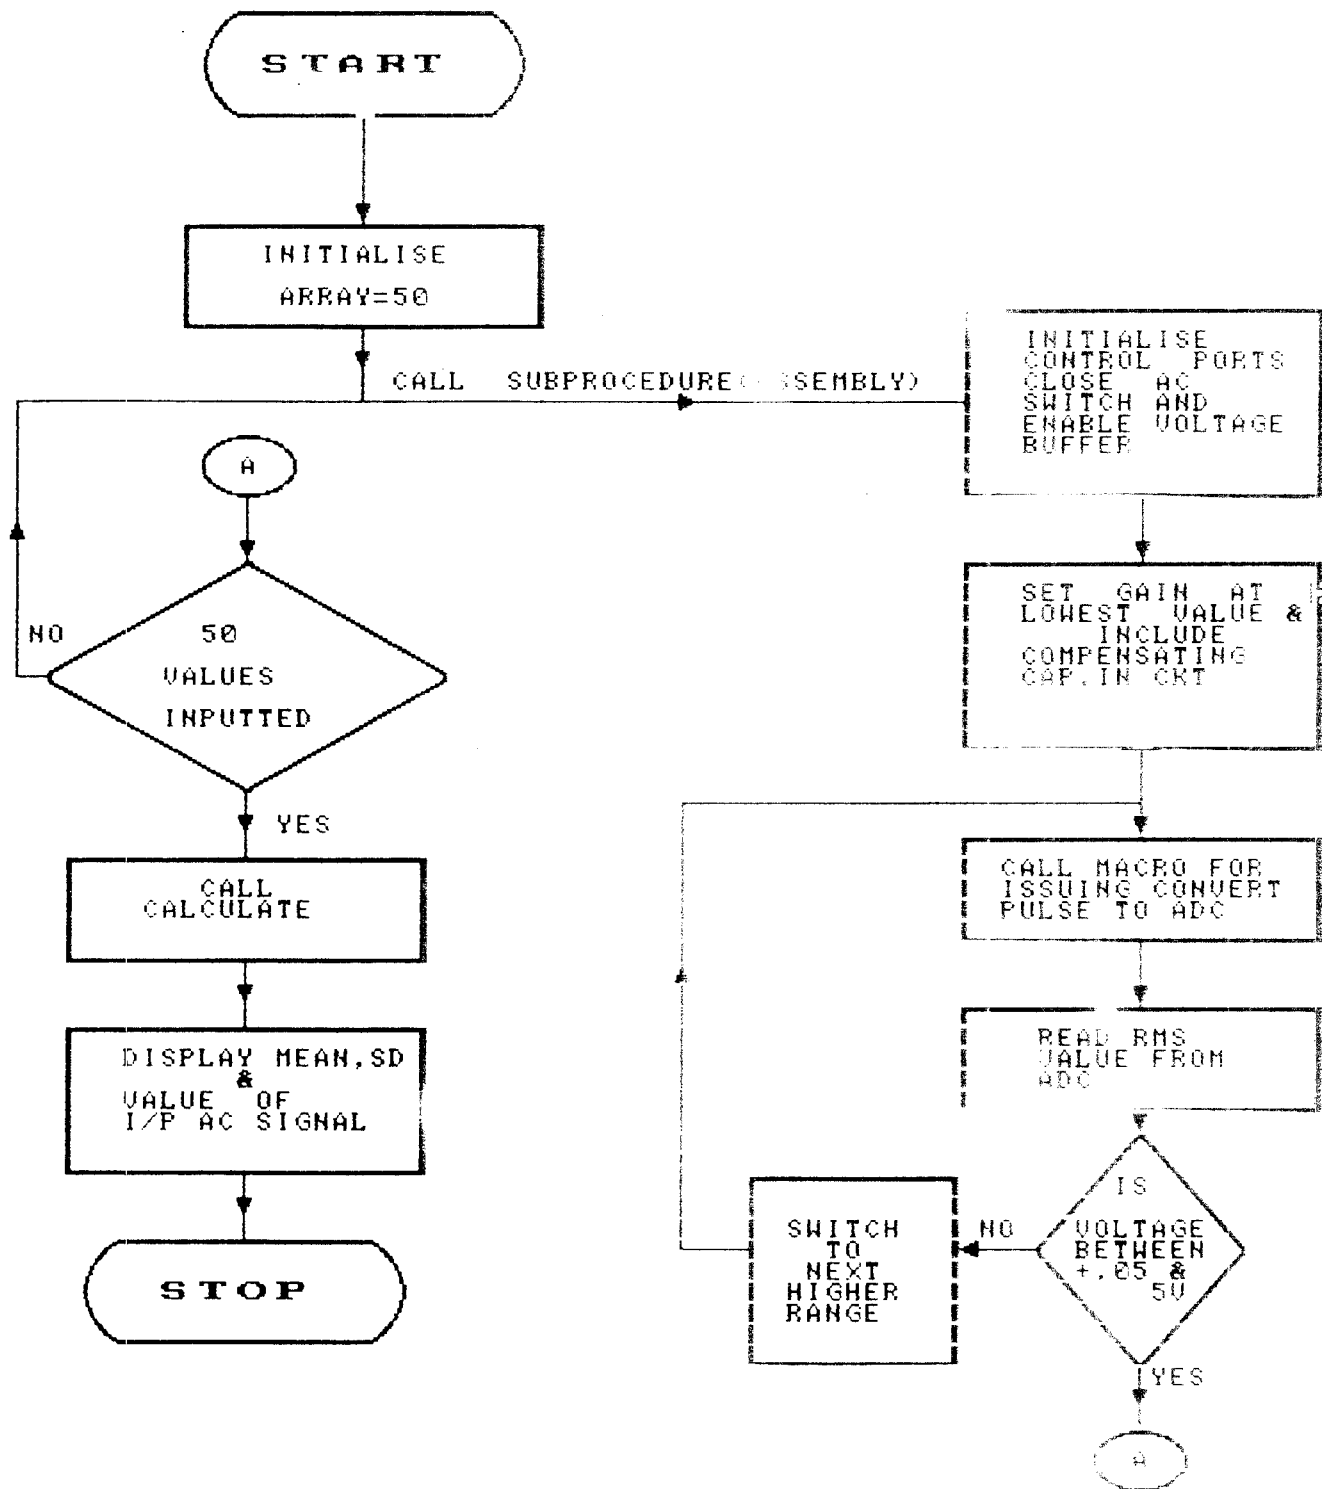 START
INITIALISE
ARRAY=50
CALL SUBPROCEDURE( SSEMBLY)
A
50
VALUES
INPUTTED
NO
YES
CALL
CALCULATE
DISPLAY MEAN,SD
&
VALUE OF
I/P AC SIGNAL
STOP
INITIALISE
CONTROL PORTS
CLOSE AC
SWITCH AND
ENABLE VOLTAGE
BUFFER
SET GAIN AT
LOWEST VALUE &
INCLUDE
COMPENSATING
CAP.IN CKT
CALL MACRO FOR
ISSUING CONVERT
PULSE TO ADC
READ RMS
VALUE FROM
ADC
IS
VOLTAGE
BETWEEN
+.05 &
5V
NO
SWITCH
TO
NEXT
HIGHER
RANGE
YES
A